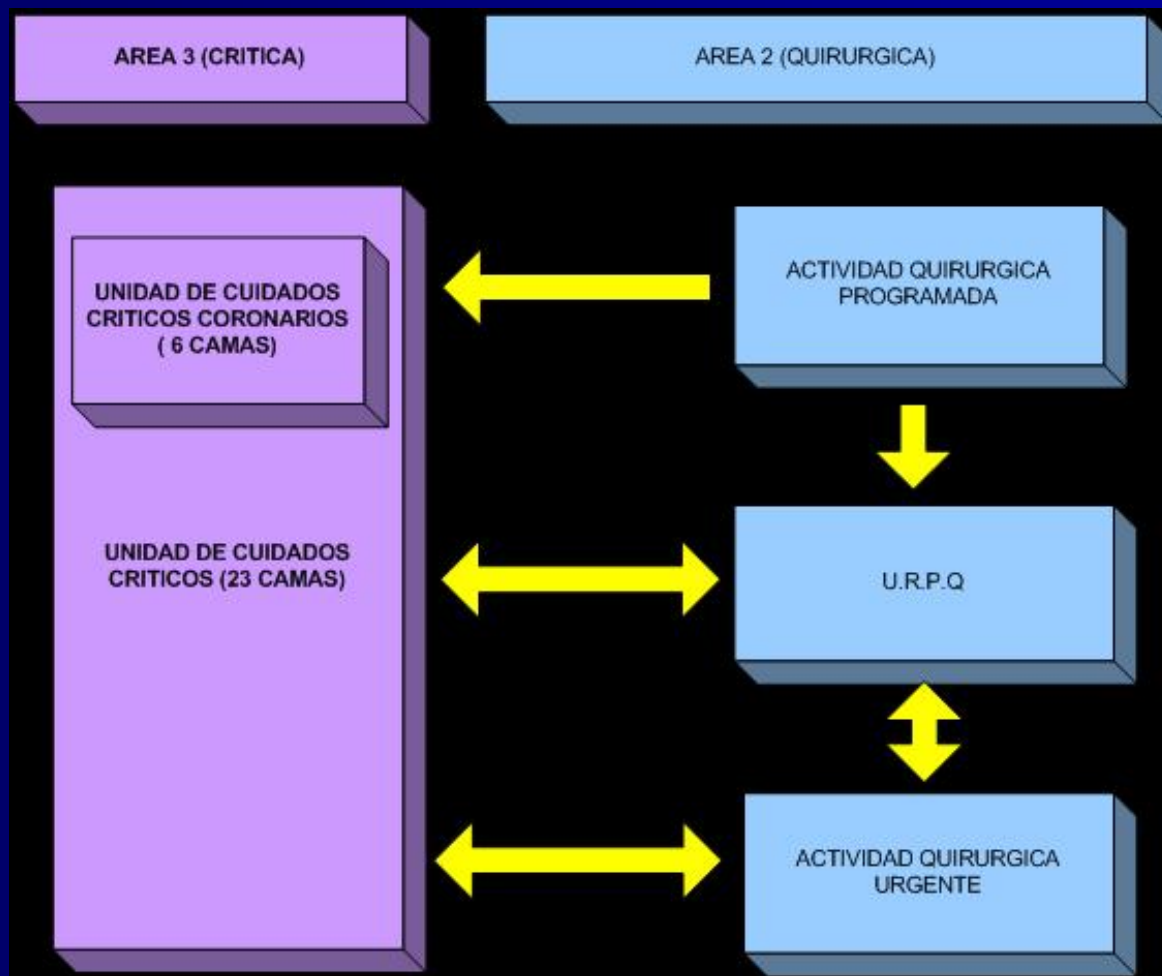 AREA 3 (CRITICA)
AREA 2 (QUIRURGICA)
UNIDAD DE CUIDADOS
CRITICOS CORONARIOS
( 6 CAMAS)
ACTIVIDAD QUIRURGICA
PROGRAMADA
UNIDAD DE CUIDADOS
CRITICOS (23 CAMAS)
U.R.P.Q
ACTIVIDAD QUIRURGICA
URGENTE